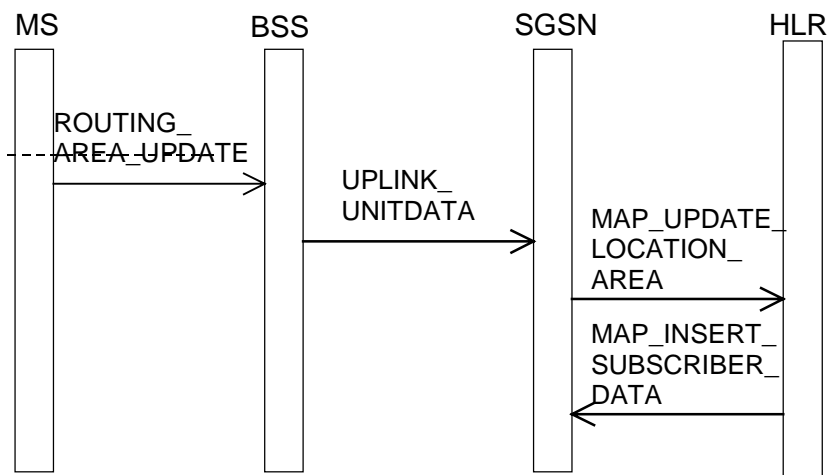 MS
BSS
SGSN
HLR
ROUTING_
AREA_UPDATE
UPLINK_
UNITDATA
MAP_UPDATE_
LOCATION_
AREA
MAP_INSERT_
SUBSCRIBER_
DATA